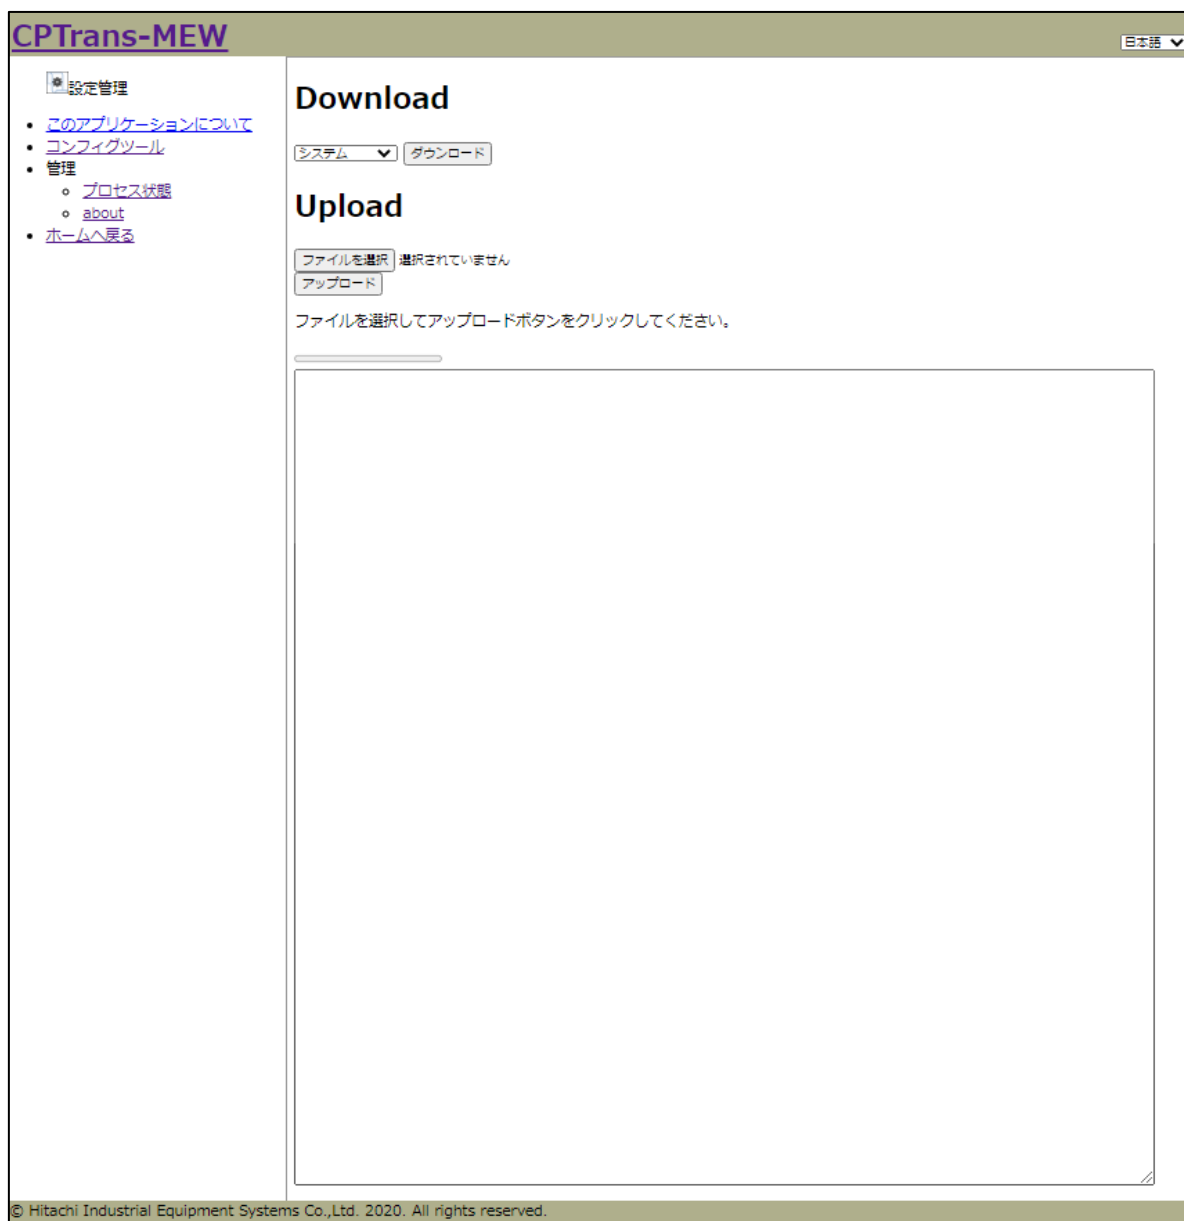 CPTrans-MEW
日本語
設定管理
このアプリケーションについて
コンフィグツール
管理
プロセス状態
about
ホームへ戻る
Download
システム ダウンロード
Upload
ファイルを選択 選択されていません
アップロード
ファイルを選択してアップロードボタンをクリックしてください。
© Hitachi Industrial Equipment Systems Co.,Ltd. 2020. All rights reserved.